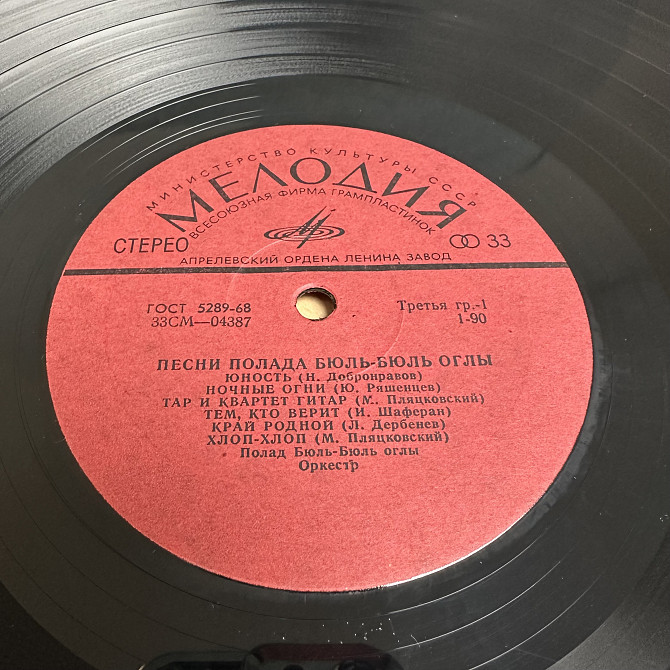 МИНИСТЕРСТВО КУЛЬТУРЫ СССР
МЕЛОДИЯ
ВСЕСОЮЗНАЯ ФИРМА ГРАМПЛАСТИНОК
СТЕРЕО
33
АПРЕЛЕВСКИЙ ОРДЕНА ЛЕНИНА ЗАВОД
ГОСТ 5289-68 Третья гр.-1
33СМ—04387 1-90
ПЕСНИ ПОЛАДА БЮЛЬ-БЮЛЬ ОГЛЫ
ЮНОСТЬ (Н. Добронравов)
НОЧНЫЕ ОГНИ (Ю. Ряшенцев)
ТАР И КВАРТЕТ ГИТАР (М. Пляцковский)
ТЕМ, КТО ВЕРИТ (И. Шаферан)
КРАЙ РОДНОЙ (Л. Дербенев)
ХЛОП-ХЛОП (М. Пляцковский)
Полад Бюль-Бюль оглы
Оркестр